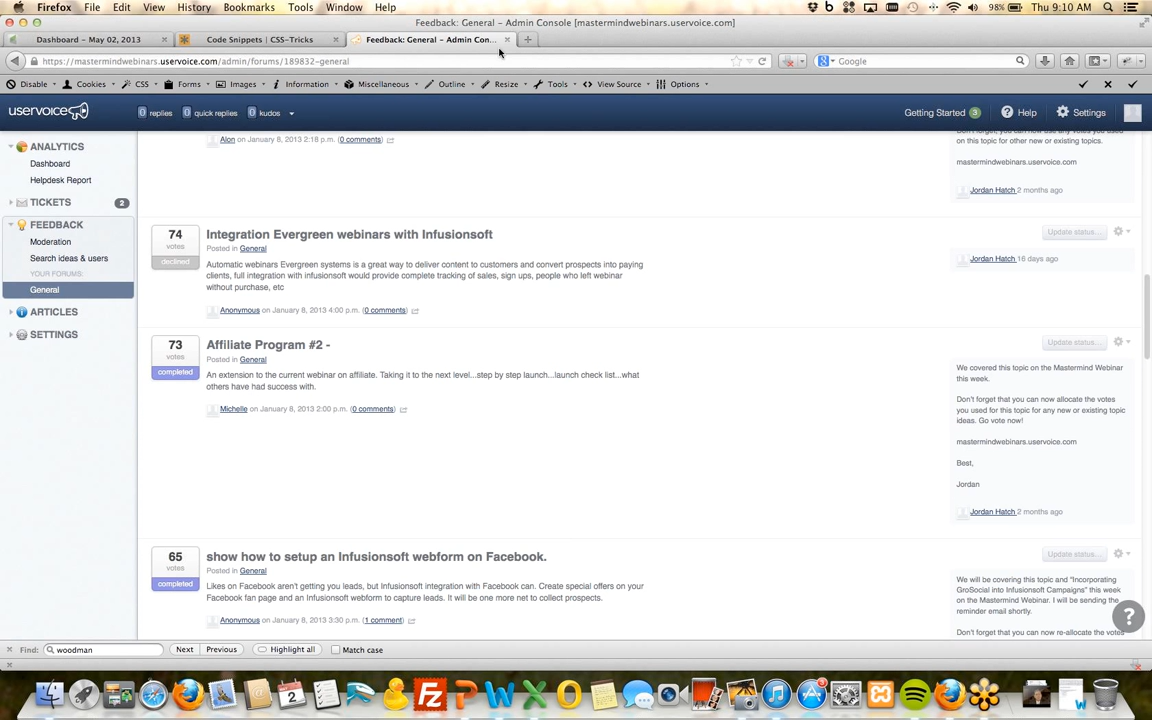 Firefox File Edit View History Bookmarks Tools Window Help 98% Thu 9:10 AM
Feedback: General – Admin Console [mastermindwebinars.uservoice.com]
Dashboard – May 02, 2013 × Code Snippets | CSS-Tricks × Feedback: General – Admin Con... × +
https://mastermindwebinars.uservoice.com/admin/forums/189832-general Google
Disable Cookies CSS Forms Images Information Miscellaneous Outline Resize Tools View Source Options
uservoice 0 replies 0 quick replies 0 kudos Getting Started 3 Help Settings
ANALYTICS
Dashboard
Helpdesk Report
TICKETS 2
FEEDBACK
Moderation
Search ideas & users
YOUR FORUMS:
General
ARTICLES
SETTINGS
Alon on January 8, 2013 2:18 p.m. (0 comments)
Don't forget, you can now use any votes you used
on this topic for other new or existing topics.
mastermindwebinars.uservoice.com
Jordan Hatch 2 months ago
74
votes
declined
Integration Evergreen webinars with Infusionsoft
Posted in General
Automatic webinars Evergreen systems is a great way to deliver content to customers and convert prospects into paying
clients, full integration with infusionsoft would provide complete tracking of sales, sign ups, people who left webinar
without purchase, etc
Anonymous on January 8, 2013 4:00 p.m. (0 comments)
Update status...
Jordan Hatch 16 days ago
73
votes
completed
Affiliate Program #2 -
Posted in General
An extension to the current webinar on affiliate. Taking it to the next level...step by step launch...launch check list...what
others have had success with.
Michelle on January 8, 2013 2:00 p.m. (0 comments)
Update status...
We covered this topic on the Mastermind Webinar
this week.
Don't forget that you can now allocate the votes
you used for this topic for any new or existing topic
ideas. Go vote now!
mastermindwebinars.uservoice.com
Best,
Jordan
Jordan Hatch 2 months ago
65
votes
completed
show how to setup an Infusionsoft webform on Facebook.
Posted in General
Likes on Facebook aren't getting you leads, but Infusionsoft integration with Facebook can. Create special offers on your
Facebook fan page and an Infusionsoft webform to capture leads. It will be one more net to collect prospects.
Anonymous on January 8, 2013 3:30 p.m. (1 comment)
Update status...
We will be covering this topic and "Incorporating
GroSocial into Infusionsoft Campaigns" this week
on the Mastermind Webinar. I will be sending the
reminder email shortly.
Don't forget that you can now re-allocate the votes
?
× Find: woodman Next Previous Highlight all Match case